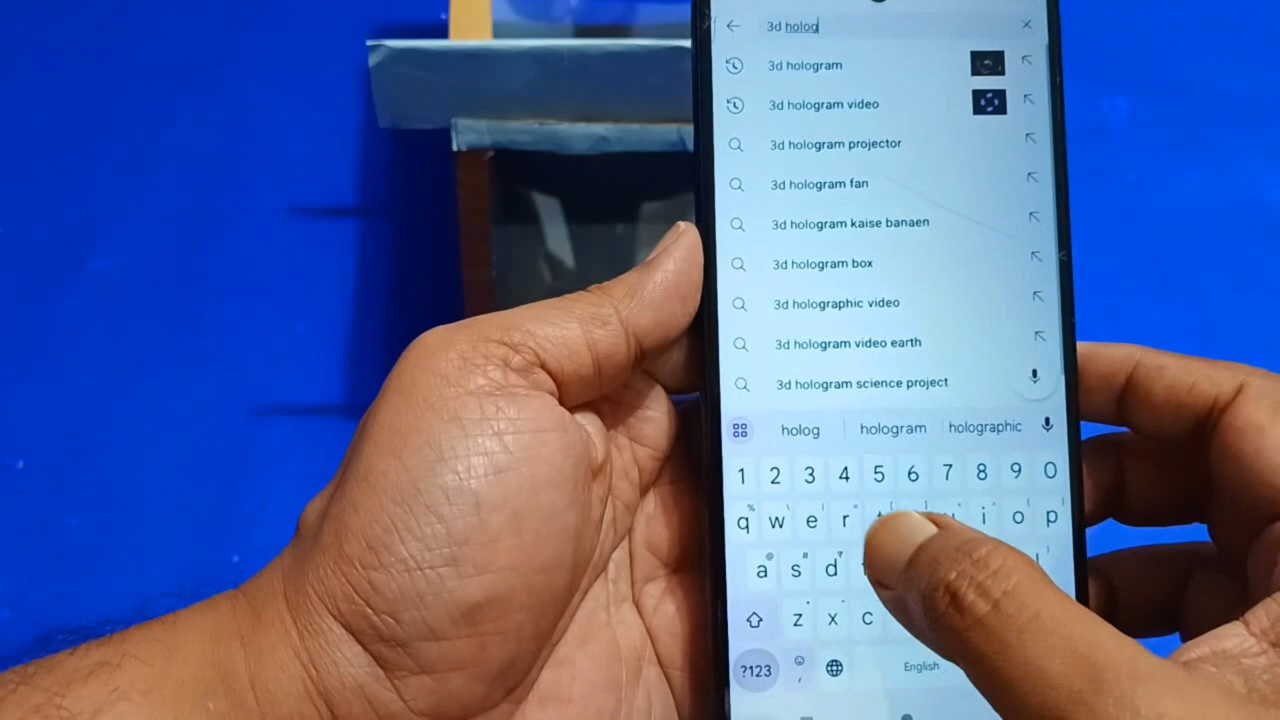 3d holog
3d hologram
3d hologram video
3d hologram projector
3d hologram fan
3d hologram kaise banaen
3d hologram box
3d holographic video
3d hologram video earth
3d hologram science project
holog hologram holographic
1 2 3 4 5 6 7 8 9 0
q w e r i o p
a s d
z x c
?123 , English